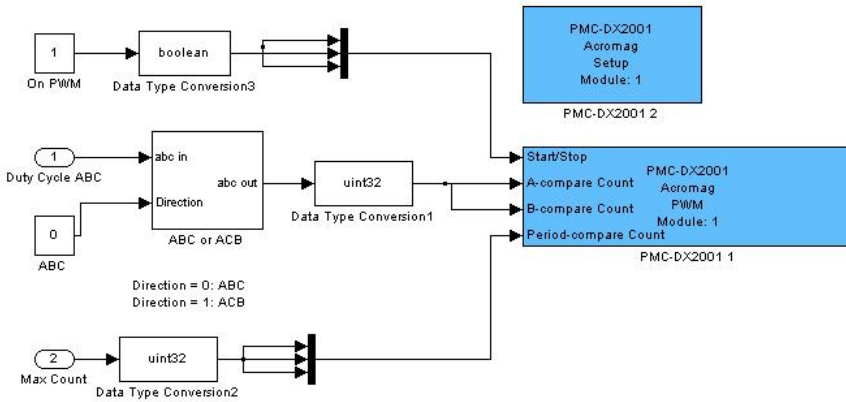 1
On PWM
boolean
Data Type Conversion3
PMC-DX2001
Acromag
Setup
Module: 1
PMC-DX2001 2
1
Duty Cycle ABC
0
ABC
abc in
Direction
abc out
ABC or ACB
uint32
Data Type Conversion1
Start/Stop
A-compare Count
B-compare Count
Period-compare Count
PMC-DX2001
Acromag
PWM
Module: 1
PMC-DX2001 1
Direction = 0: ABC
Direction = 1: ACB
2
Max Count
uint32
Data Type Conversion2